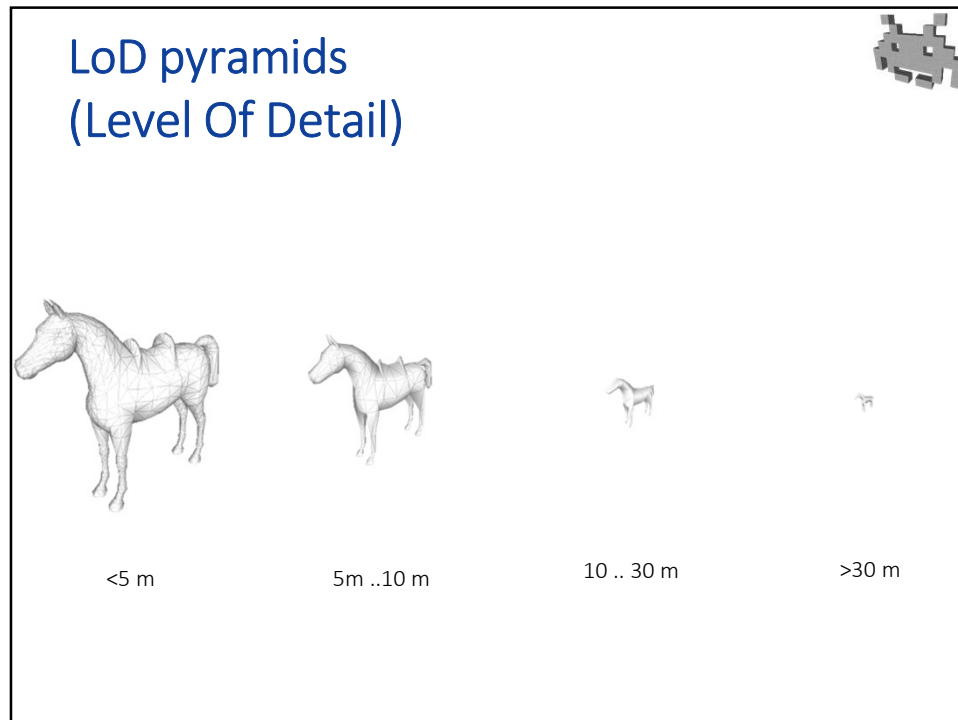 LoD pyramids
(Level Of Detail)
<5 m
5m ..10 m
10 .. 30 m
>30 m